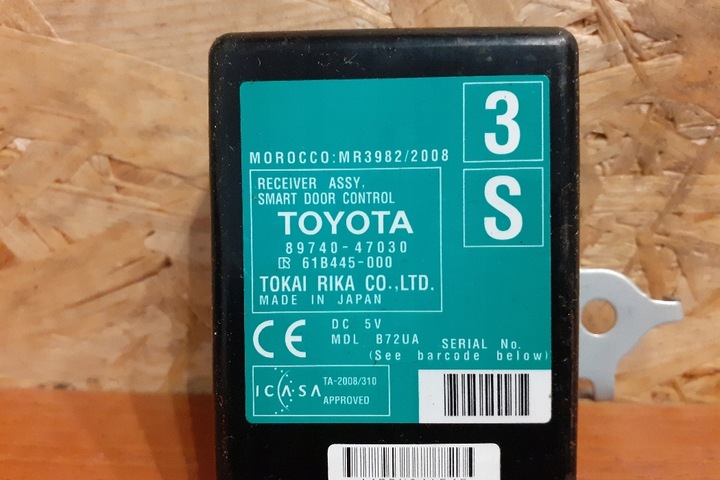 3
MOROCCO:MR3982/2008
RECEIVER ASSY,
SMART DOOR CONTROL
S
TOYOTA
89740-47030
61B445-000
TOKAI RIKA CO.,LTD.
MADE IN JAPAN
CE
DC 5V
MDL B72UA
SERIAL No.
(See barcode below)
TA-2008/310
ICASA
APPROVED